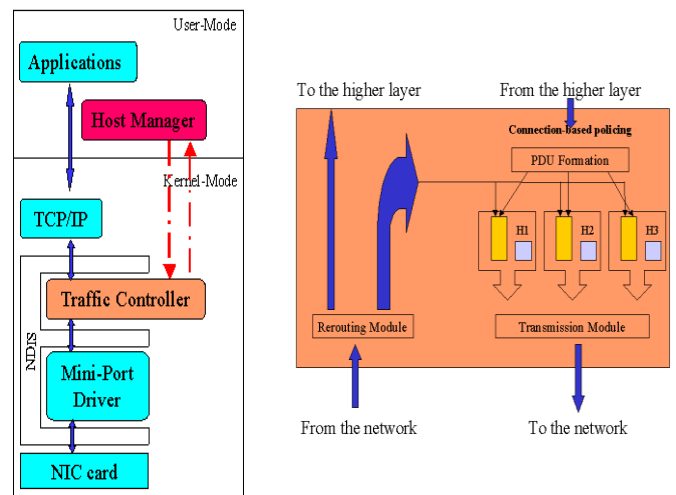 User-Mode
Applications
Host Manager
Kernel-Mode
TCP/IP
Traffic Controller
NDIS
Mini-Port
Driver
NIC card
To the higher layer
From the higher layer
Connection-based policing
PDU Formation
H1
H2
H3
Rerouting Module
Transmission Module
From the network
To the network